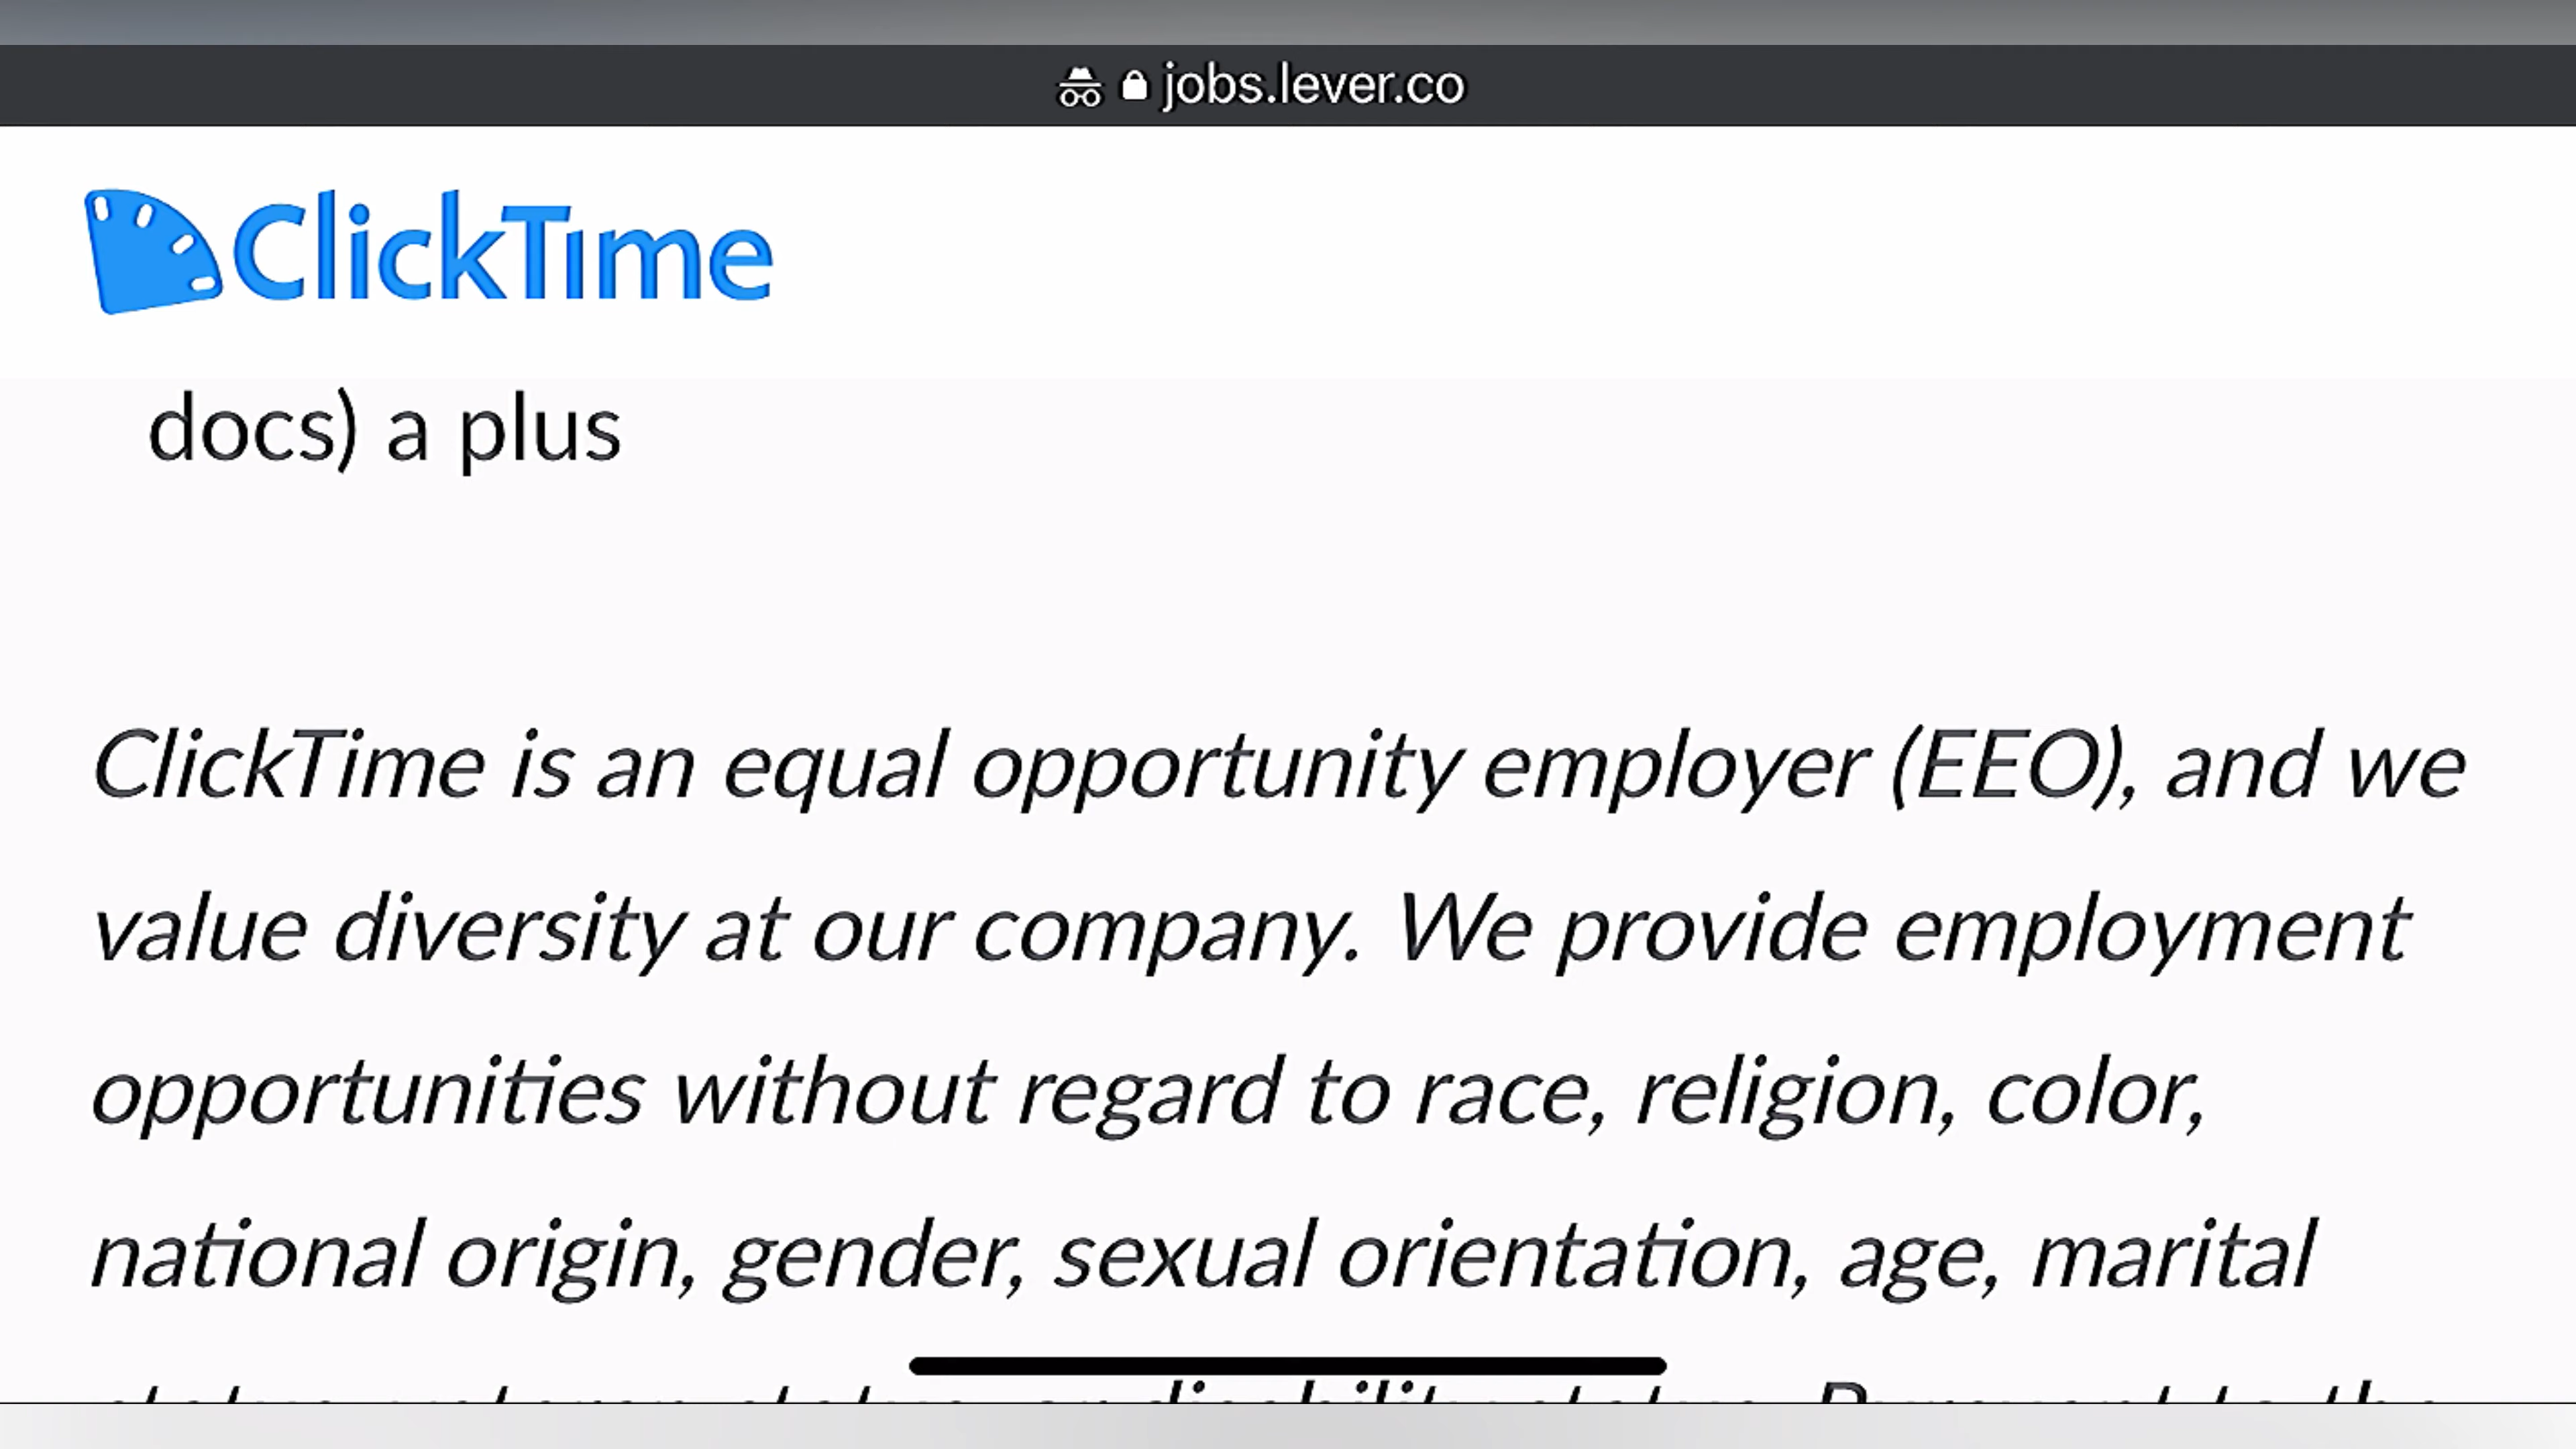 jobs.lever.co
ClickTime
docs) a plus
ClickTime is an equal opportunity employer (EEO), and we
value diversity at our company. We provide employment
opportunities without regard to race, religion, color,
national origin, gender, sexual orientation, age, marital